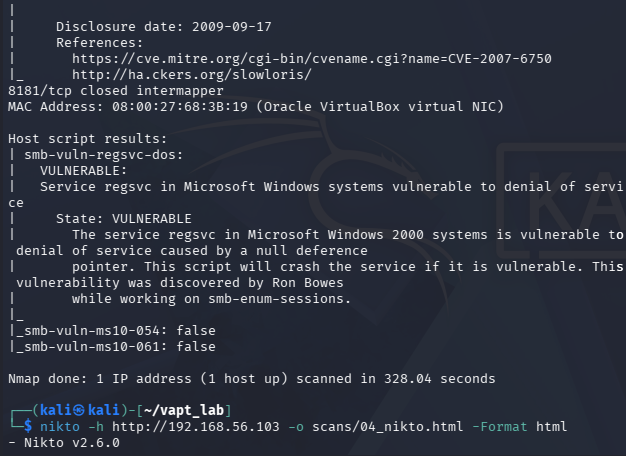 |
|     Disclosure date: 2009-09-17
|     References:
|       https://cve.mitre.org/cgi-bin/cvename.cgi?name=CVE-2007-6750
|_      http://ha.ckers.org/slowloris/
8181/tcp closed intermapper
MAC Address: 08:00:27:68:3B:19 (Oracle VirtualBox virtual NIC)

Host script results:
| smb-vuln-regsvc-dos:
|   VULNERABLE:
|   Service regsvc in Microsoft Windows systems vulnerable to denial of servi
ce
|     State: VULNERABLE
|       The service regsvc in Microsoft Windows 2000 systems is vulnerable to
 denial of service caused by a null deference
|       pointer. This script will crash the service if it is vulnerable. This
 vulnerability was discovered by Ron Bowes
|       while working on smb-enum-sessions.
|_
|_smb-vuln-ms10-054: false
|_smb-vuln-ms10-061: false

Nmap done: 1 IP address (1 host up) scanned in 328.04 seconds

┌──(kali㉿kali)-[~/vapt_lab]
└─$ nikto -h http://192.168.56.103 -o scans/04_nikto.html -Format html
- Nikto v2.6.0
KA